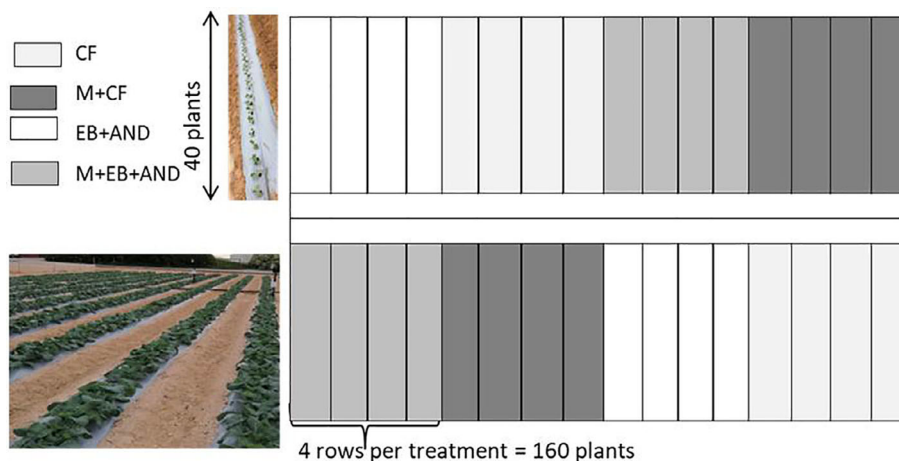 CF
M+CF
EB+AND
M+EB+AND
40 plants
4 rows per treatment = 160 plants